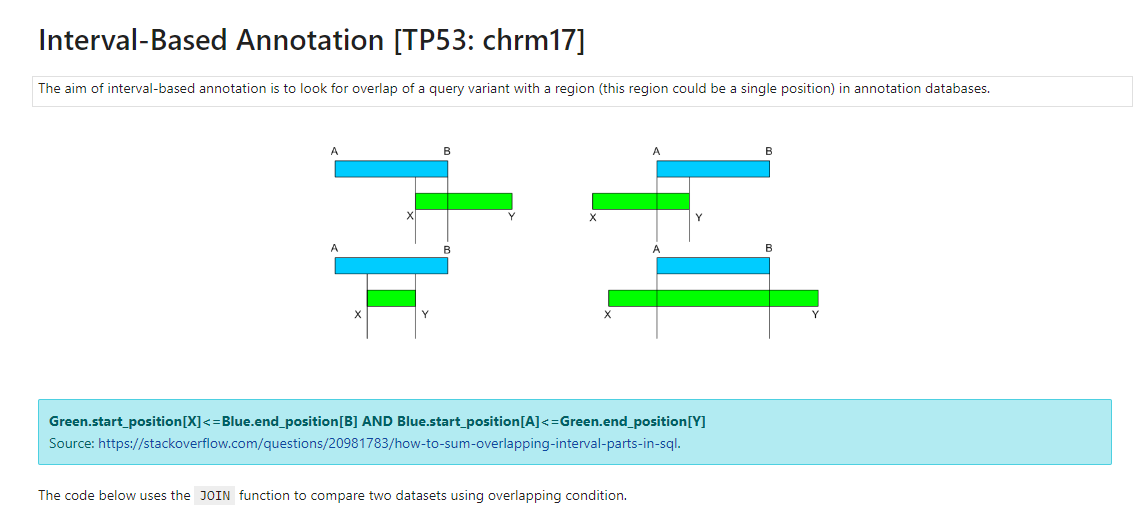 Interval-Based Annotation [TP53: chrm17]
The aim of interval-based annotation is to look for overlap of a query variant with a region (this region could be a single position) in annotation databases.
A B A B
X Y X Y
A B A B
X Y X Y
Green.start_position[X]<=Blue.end_position[B] AND Blue.start_position[A]<=Green.end_position[Y]
Source: https://stackoverflow.com/questions/20981783/how-to-sum-overlapping-interval-parts-in-sql.
The code below uses the JOIN function to compare two datasets using overlapping condition.